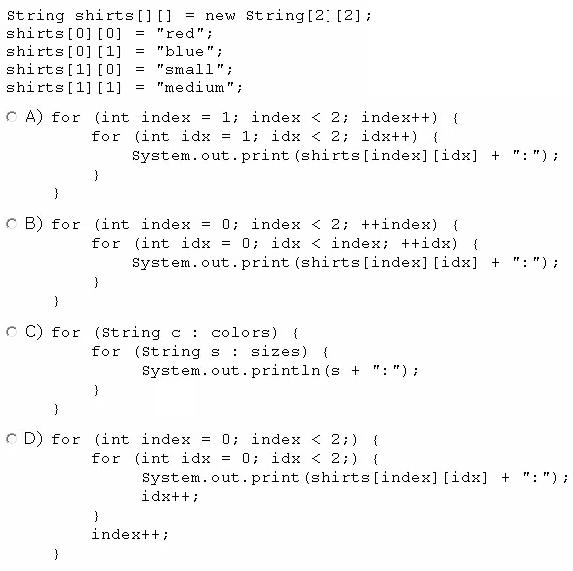 String shirts[][] = new String[2][2];
shirts[0][0] = "red";
shirts[0][1] = "blue";
shirts[1][0] = "small";
shirts[1][1] = "medium";
A) for (int index = 1; index < 2; index++) {
for (int idx = 1; idx < 2; idx++) {
System.out.print(shirts[index][idx] + ":");
}
}
B) for (int index = 0; index < 2; ++index) {
for (int idx = 0; idx < index; ++idx) {
System.out.print(shirts[index][idx] + ":");
}
}
C) for (String c : colors) {
for (String s : sizes) {
System.out.println(s + ":");
}
}
D) for (int index = 0; index < 2;) {
for (int idx = 0; idx < 2;) {
System.out.print(shirts[index][idx] + ":");
idx++;
}
index++;
}